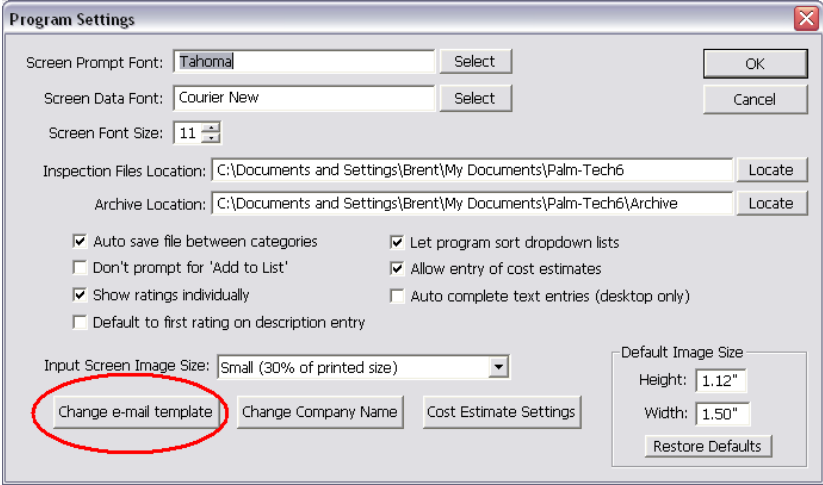 Program Settings
Screen Prompt Font: Tahoma Select OK
Screen Data Font: Courier New Select Cancel
Screen Font Size: 11
Inspection Files Location: C:\Documents and Settings\Brent\My Documents\Palm-Tech6 Locate
Archive Location: C:\Documents and Settings\Brent\My Documents\Palm-Tech6\Archive Locate
Auto save file between categories Let program sort dropdown lists
Don't prompt for 'Add to List' Allow entry of cost estimates
Show ratings individually Auto complete text entries (desktop only)
Default to first rating on description entry
Input Screen Image Size: Small (30% of printed size)
Change e-mail template Change Company Name Cost Estimate Settings
Default Image Size
Height: 1.12"
Width: 1.50"
Restore Defaults